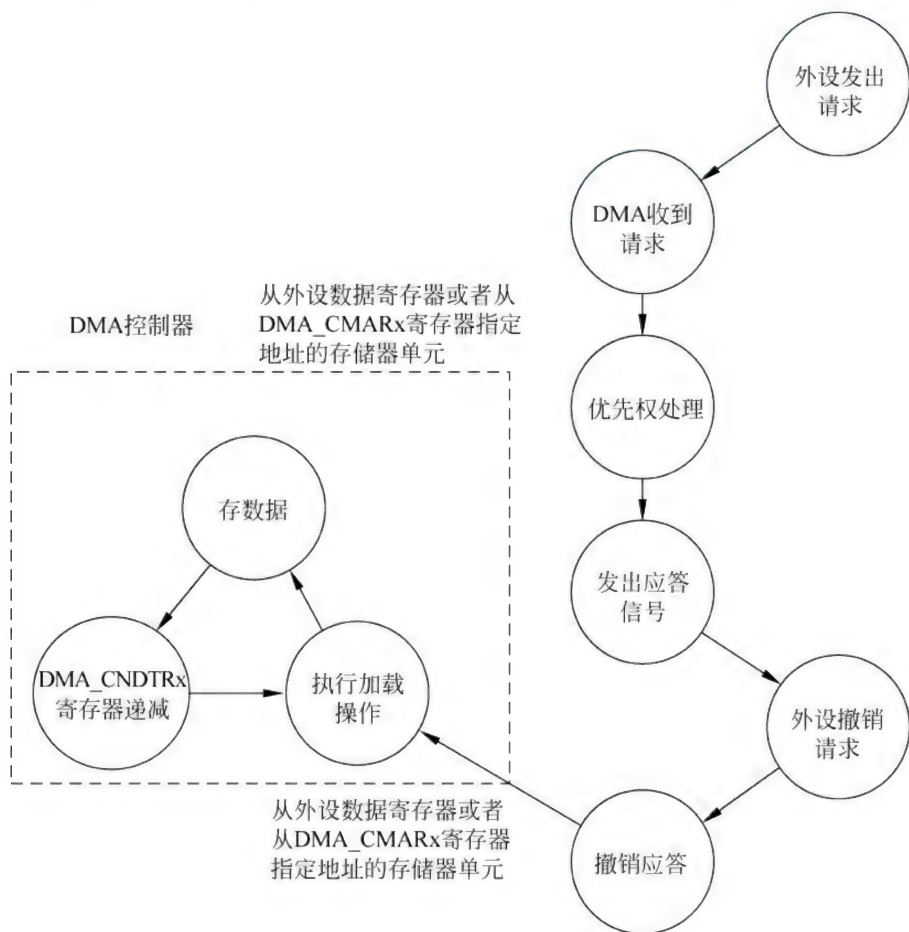 外设发出
请求
DMA收到
请求
从外设数据寄存器或者从
DMA_CMARx寄存器指定
地址的存储器单元
DMA控制器
优先权处理
存数据
发出应答
信号
DMA_CNDTRx
寄存器递减
执行加载
操作
外设撤销
请求
从外设数据寄存器或者
从DMA_CMARx寄存器
指定地址的存储器单元
撤销应答